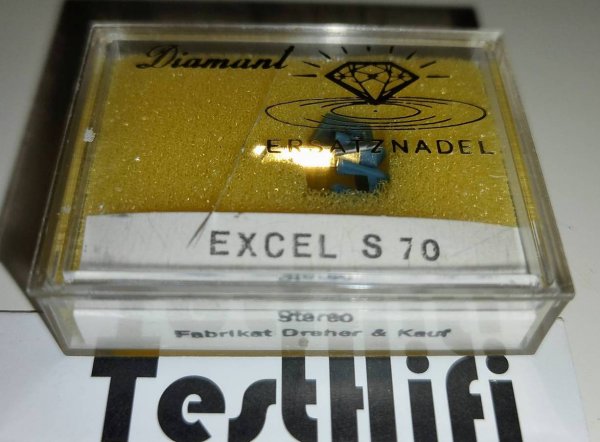 Diamant
ERSATZNADEL
EXCEL S 70
Stereo
Fabrikat Dreher & Kauf
TestHifi